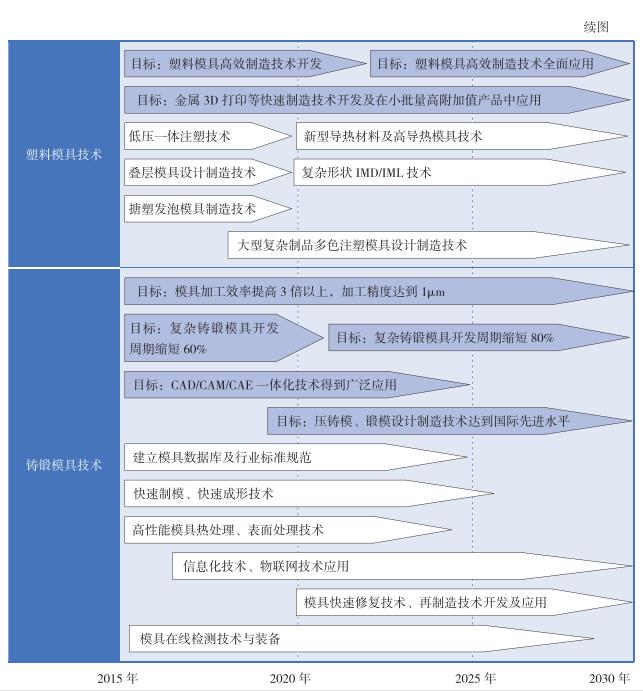 续图
塑料模具技术
目标：塑料模具高效制造技术开发
目标：塑料模具高效制造技术全面应用
目标：金属 3D 打印等快速制造技术开发及在小批量高附加值产品中应用
低压一体注塑技术
新型导热材料及高导热模具技术
叠层模具设计制造技术
复杂形状 IMD/IML 技术
搪塑发泡模具制造技术
大型复杂制品多色注塑模具设计制造技术
铸锻模具技术
目标：模具加工效率提高 3 倍以上，加工精度达到 1μm
目标：复杂铸锻模具开发
周期缩短 60%
目标：复杂铸锻模具开发周期缩短 80%
目标：CAD/CAM/CAE 一体化技术得到广泛应用
目标：压铸模、锻模设计制造技术达到国际先进水平
建立模具数据库及行业标准规范
快速制模、快速成形技术
高性能模具热处理、表面处理技术
信息化技术、物联网技术应用
模具快速修复技术、再制造技术开发及应用
模具在线检测技术与装备
2015 年
2020 年
2025 年
2030 年